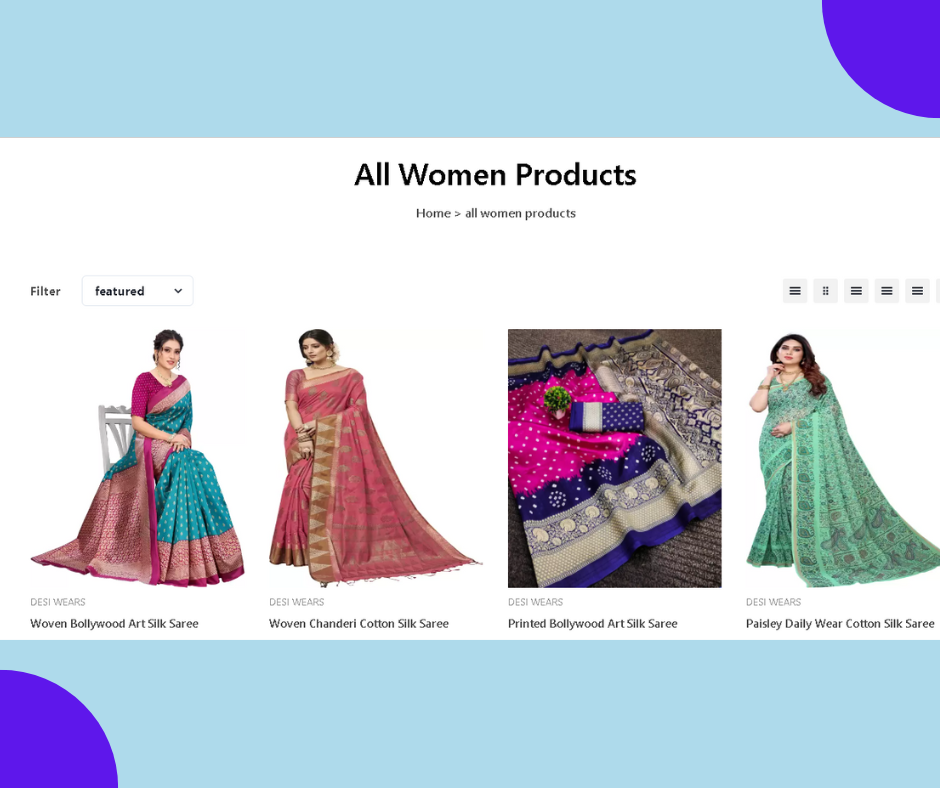 All Women Products
Home > all women products
Filter
featured
DESI WEARS
Woven Bollywood Art Silk Saree
DESI WEARS
Woven Chanderi Cotton Silk Saree
DESI WEARS
Printed Bollywood Art Silk Saree
DESI WEARS
Paisley Daily Wear Cotton Silk Saree